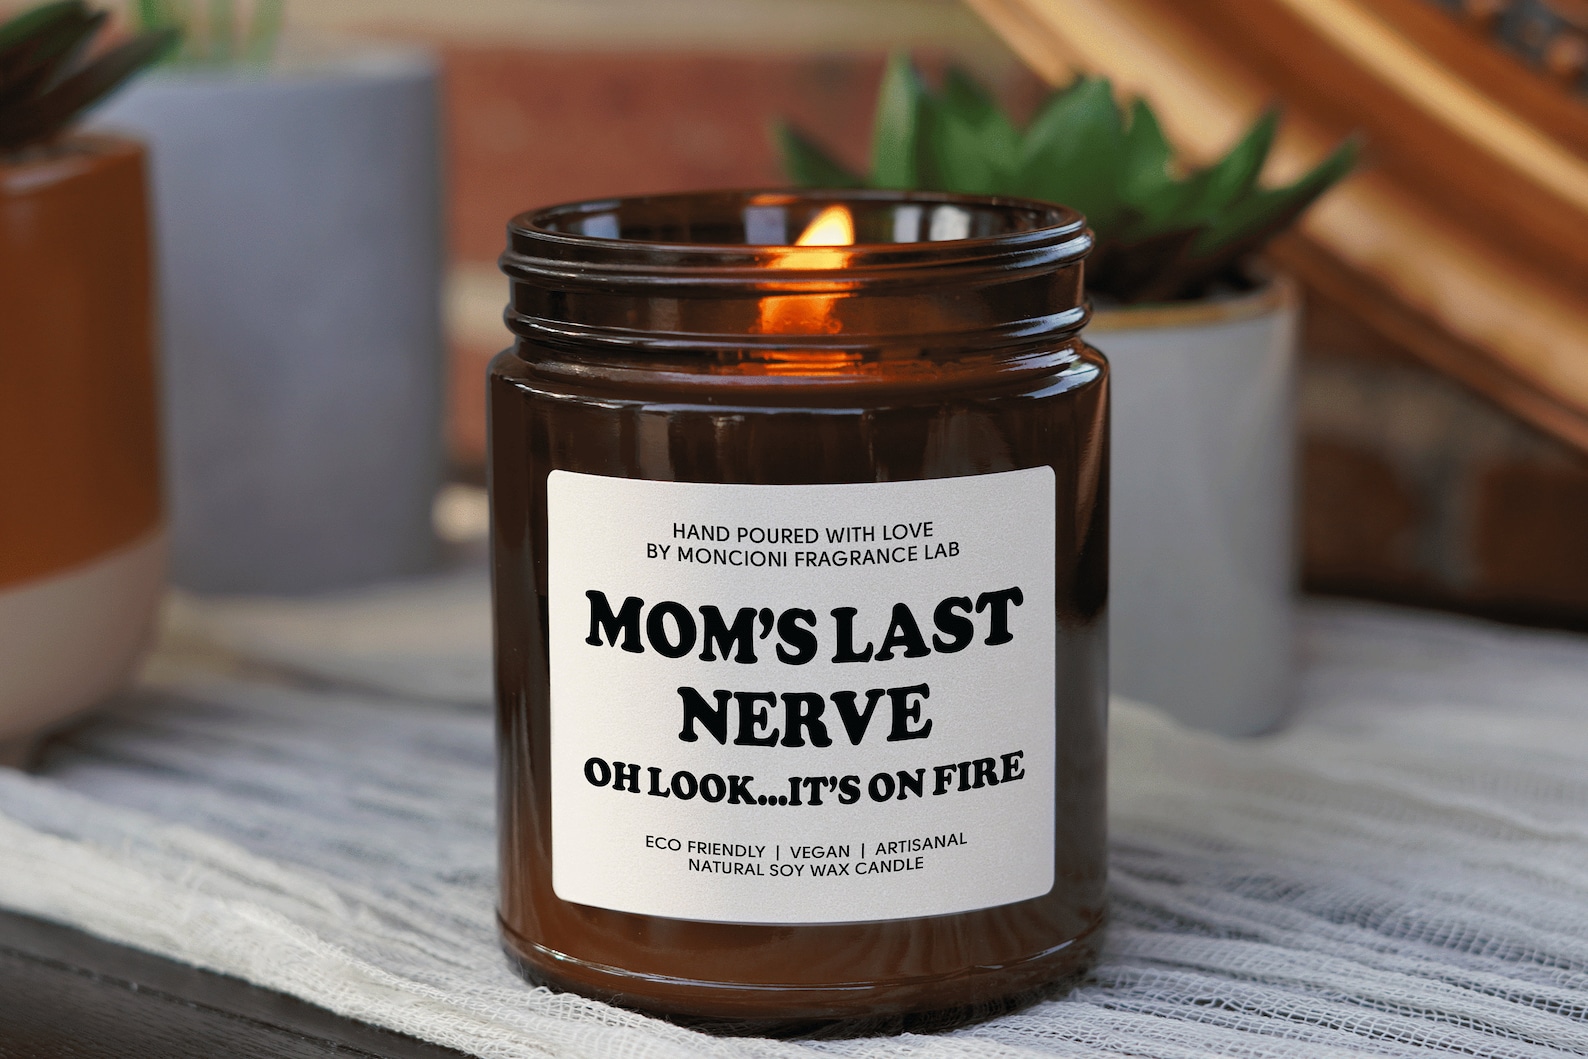 HAND POURED WITH LOVE
BY MONCIONI FRAGRANCE LAB
MOM'S LAST
NERVE
OH LOOK...IT'S ON FIRE
ECO FRIENDLY | VEGAN | ARTISANAL
NATURAL SOY WAX CANDLE